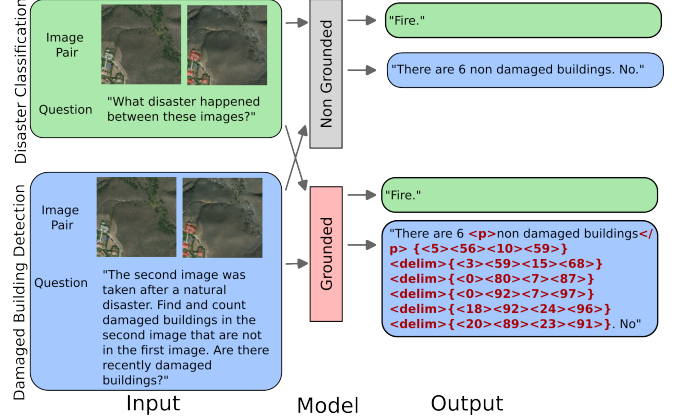 Disaster Classification
Image
Pair
Question
"What disaster happened
between these images?"
Non Grounded
"Fire."
"There are 6 non damaged buildings. No."
Damaged Building Detection
Image
Pair
Question
"The second image was
taken after a natural
disaster. Find and count
damaged buildings in the
second image that are not
in the first image. Are there
recently damaged
buildings?"
Grounded
"Fire."
"There are 6 <p>non damaged buildings</
p> {<5><56><10><59>}
<delim>{<3><59><15><68>}
<delim>{<0><80><7><87>}
<delim>{<0><92><7><97>}
<delim>{<18><92><24><96>}
<delim>{<20><89><23><91>}. No"
Input
Model
Output